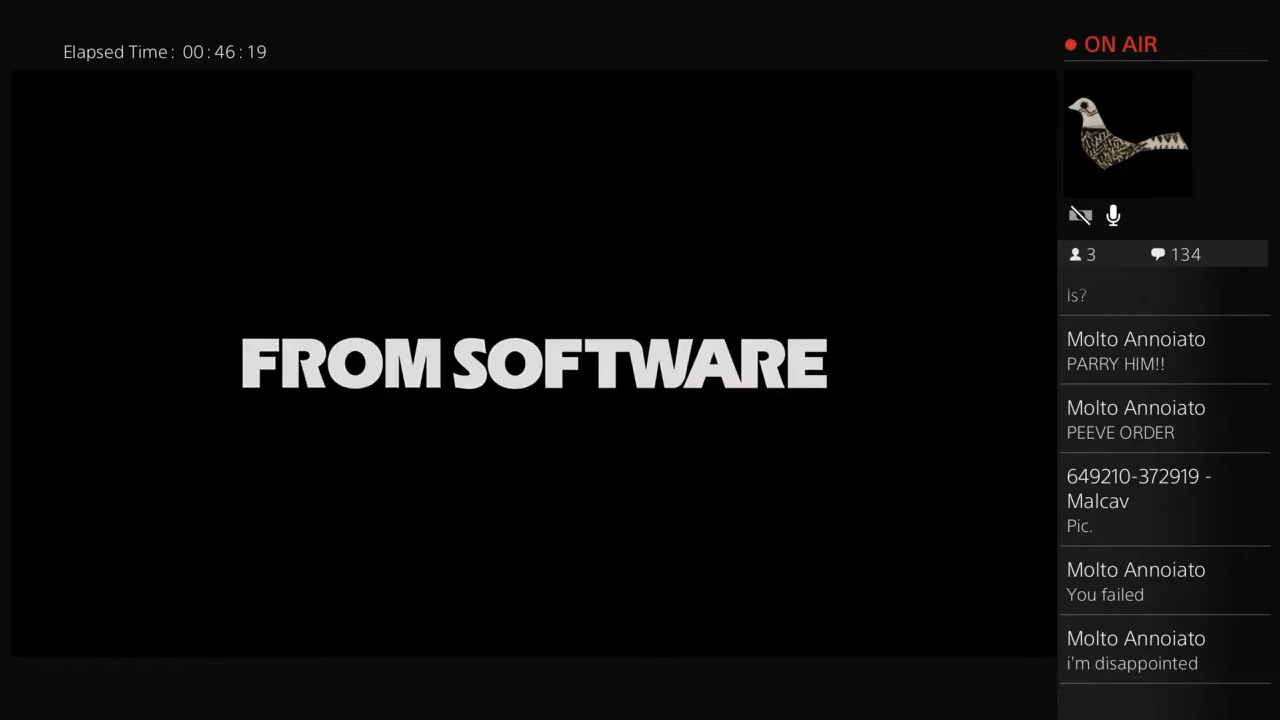 Elapsed Time: 00:46:19
ON AIR
3 134
Is?
Molto Annoiato
PARRY HIM!!
Molto Annoiato
PEEVE ORDER
649210-372919 -
Malcav
Pic.
Molto Annoiato
You failed
Molto Annoiato
i'm disappointed
FROM SOFTWARE